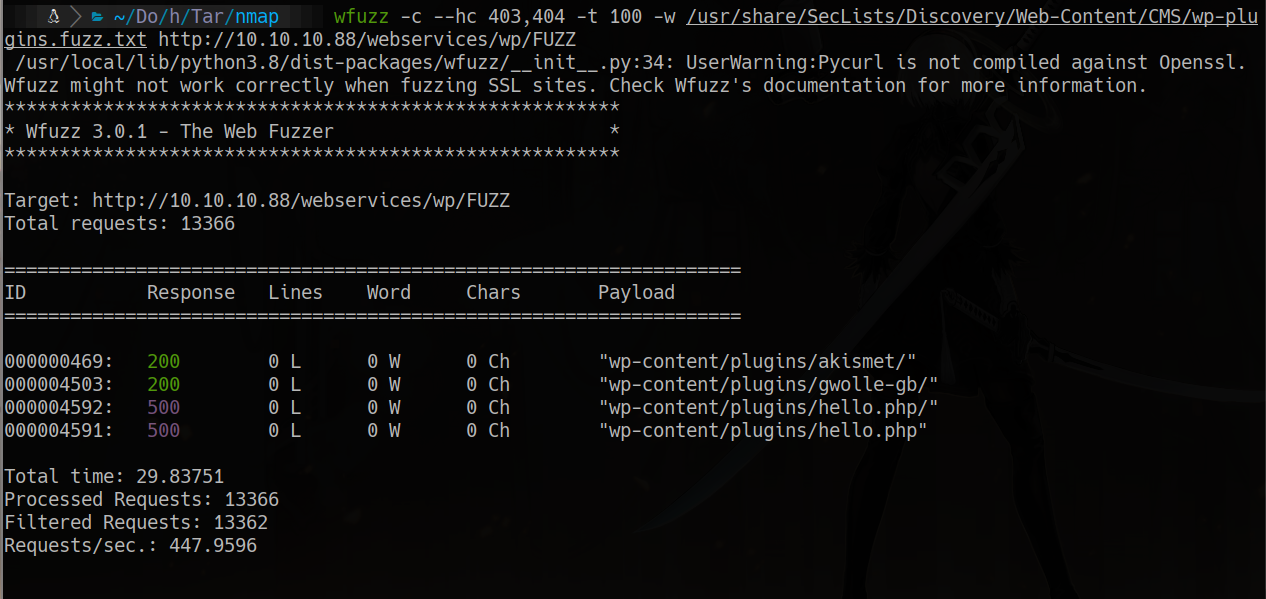 ~/Do/h/Tar/nmap wfuzz -c --hc 403,404 -t 100 -w /usr/share/SecLists/Discovery/Web-Content/CMS/wp-plu
gins.fuzz.txt http://10.10.10.88/webservices/wp/FUZZ
/usr/local/lib/python3.8/dist-packages/wfuzz/__init__.py:34: UserWarning:Pycurl is not compiled against Openssl.
Wfuzz might not work correctly when fuzzing SSL sites. Check Wfuzz's documentation for more information.
********************************************************
* Wfuzz 3.0.1 - The Web Fuzzer                         *
********************************************************

Target: http://10.10.10.88/webservices/wp/FUZZ
Total requests: 13366

===================================================================
ID           Response   Lines    Word     Chars       Payload
===================================================================

000000469:   200        0 L      0 W      0 Ch        "wp-content/plugins/akismet/"
000004503:   200        0 L      0 W      0 Ch        "wp-content/plugins/gwolle-gb/"
000004592:   500        0 L      0 W      0 Ch        "wp-content/plugins/hello.php/"
000004591:   500        0 L      0 W      0 Ch        "wp-content/plugins/hello.php"

Total time: 29.83751
Processed Requests: 13366
Filtered Requests: 13362
Requests/sec.: 447.9596